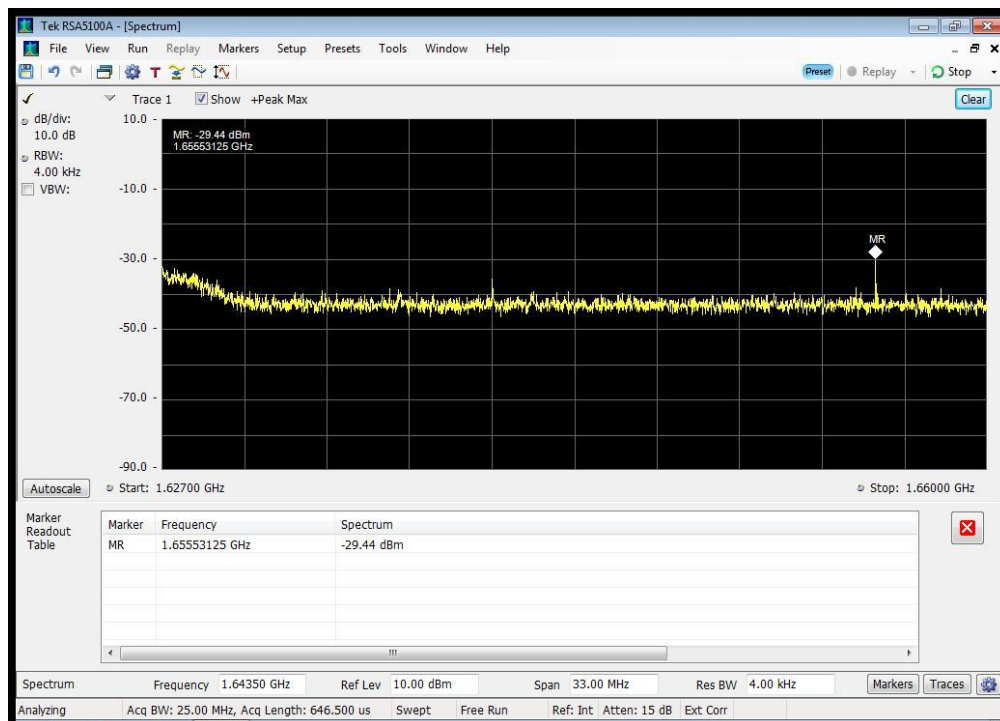 Tek RSA5100A - [Spectrum]
File View Run Replay Markers Setup Presets Tools Window Help
T Preset Replay Stop
Trace 1 Show +Peak Max Clear
dB/div:
10.0 dB
RBW:
4.00 kHz
VBW:
10.0
MR: -29.44 dBm
1.65553125 GHz
-10.0
MR
-30.0
-50.0
-70.0
-90.0
Autoscale Start: 1.62700 GHz Stop: 1.66000 GHz
Marker
Readout
Table
Marker Frequency Spectrum
MR 1.65553125 GHz -29.44 dBm
Spectrum Frequency 1.64350 GHz Ref Lev 10.00 dBm Span 33.00 MHz Res BW 4.00 kHz Markers Traces
Analyzing Acq BW: 25.00 MHz, Acq Length: 646.500 us Swept Free Run Ref: Int Atten: 15 dB Ext Corr